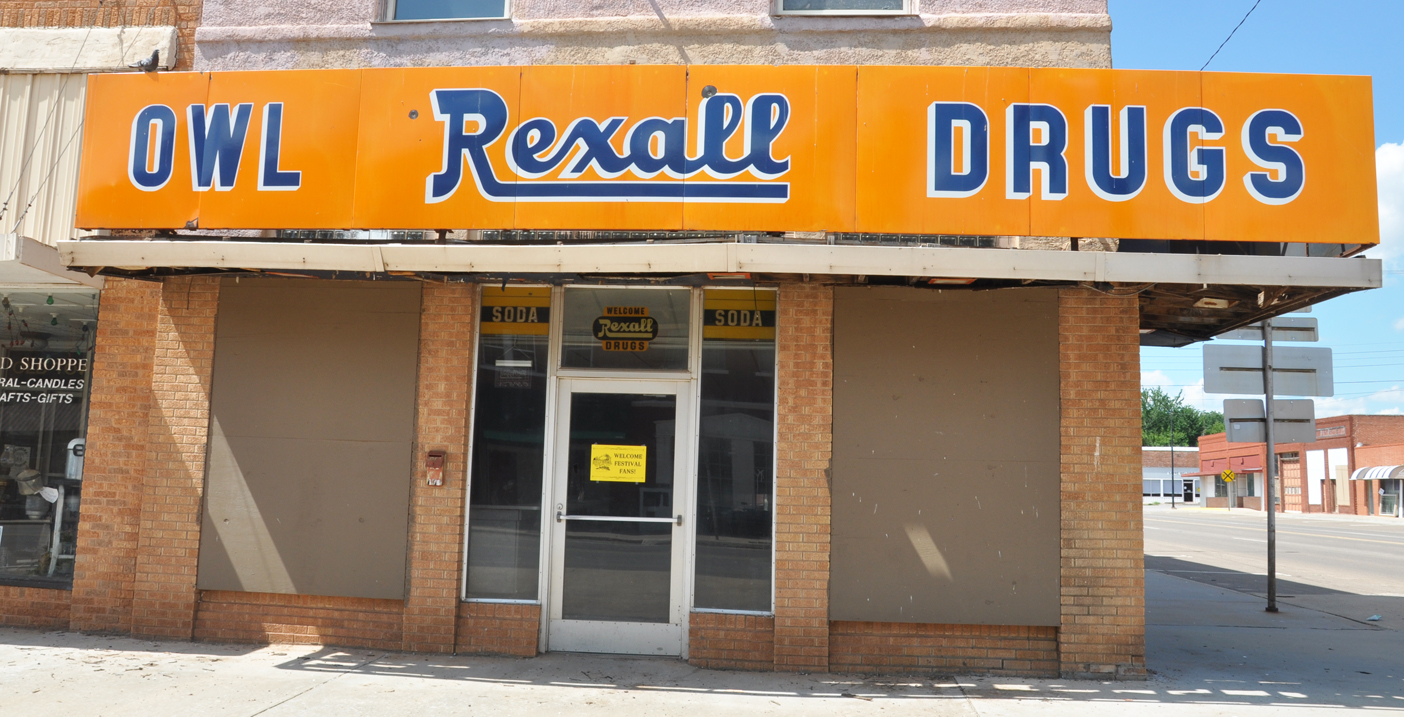 OWL Rexall DRUGS
SODA
WELCOME
Rexall
DRUGS
SODA
D SHOPPE
RAL-CANDLES
AFTS-GIFTS
WELCOME
FESTIVAL
FANS!